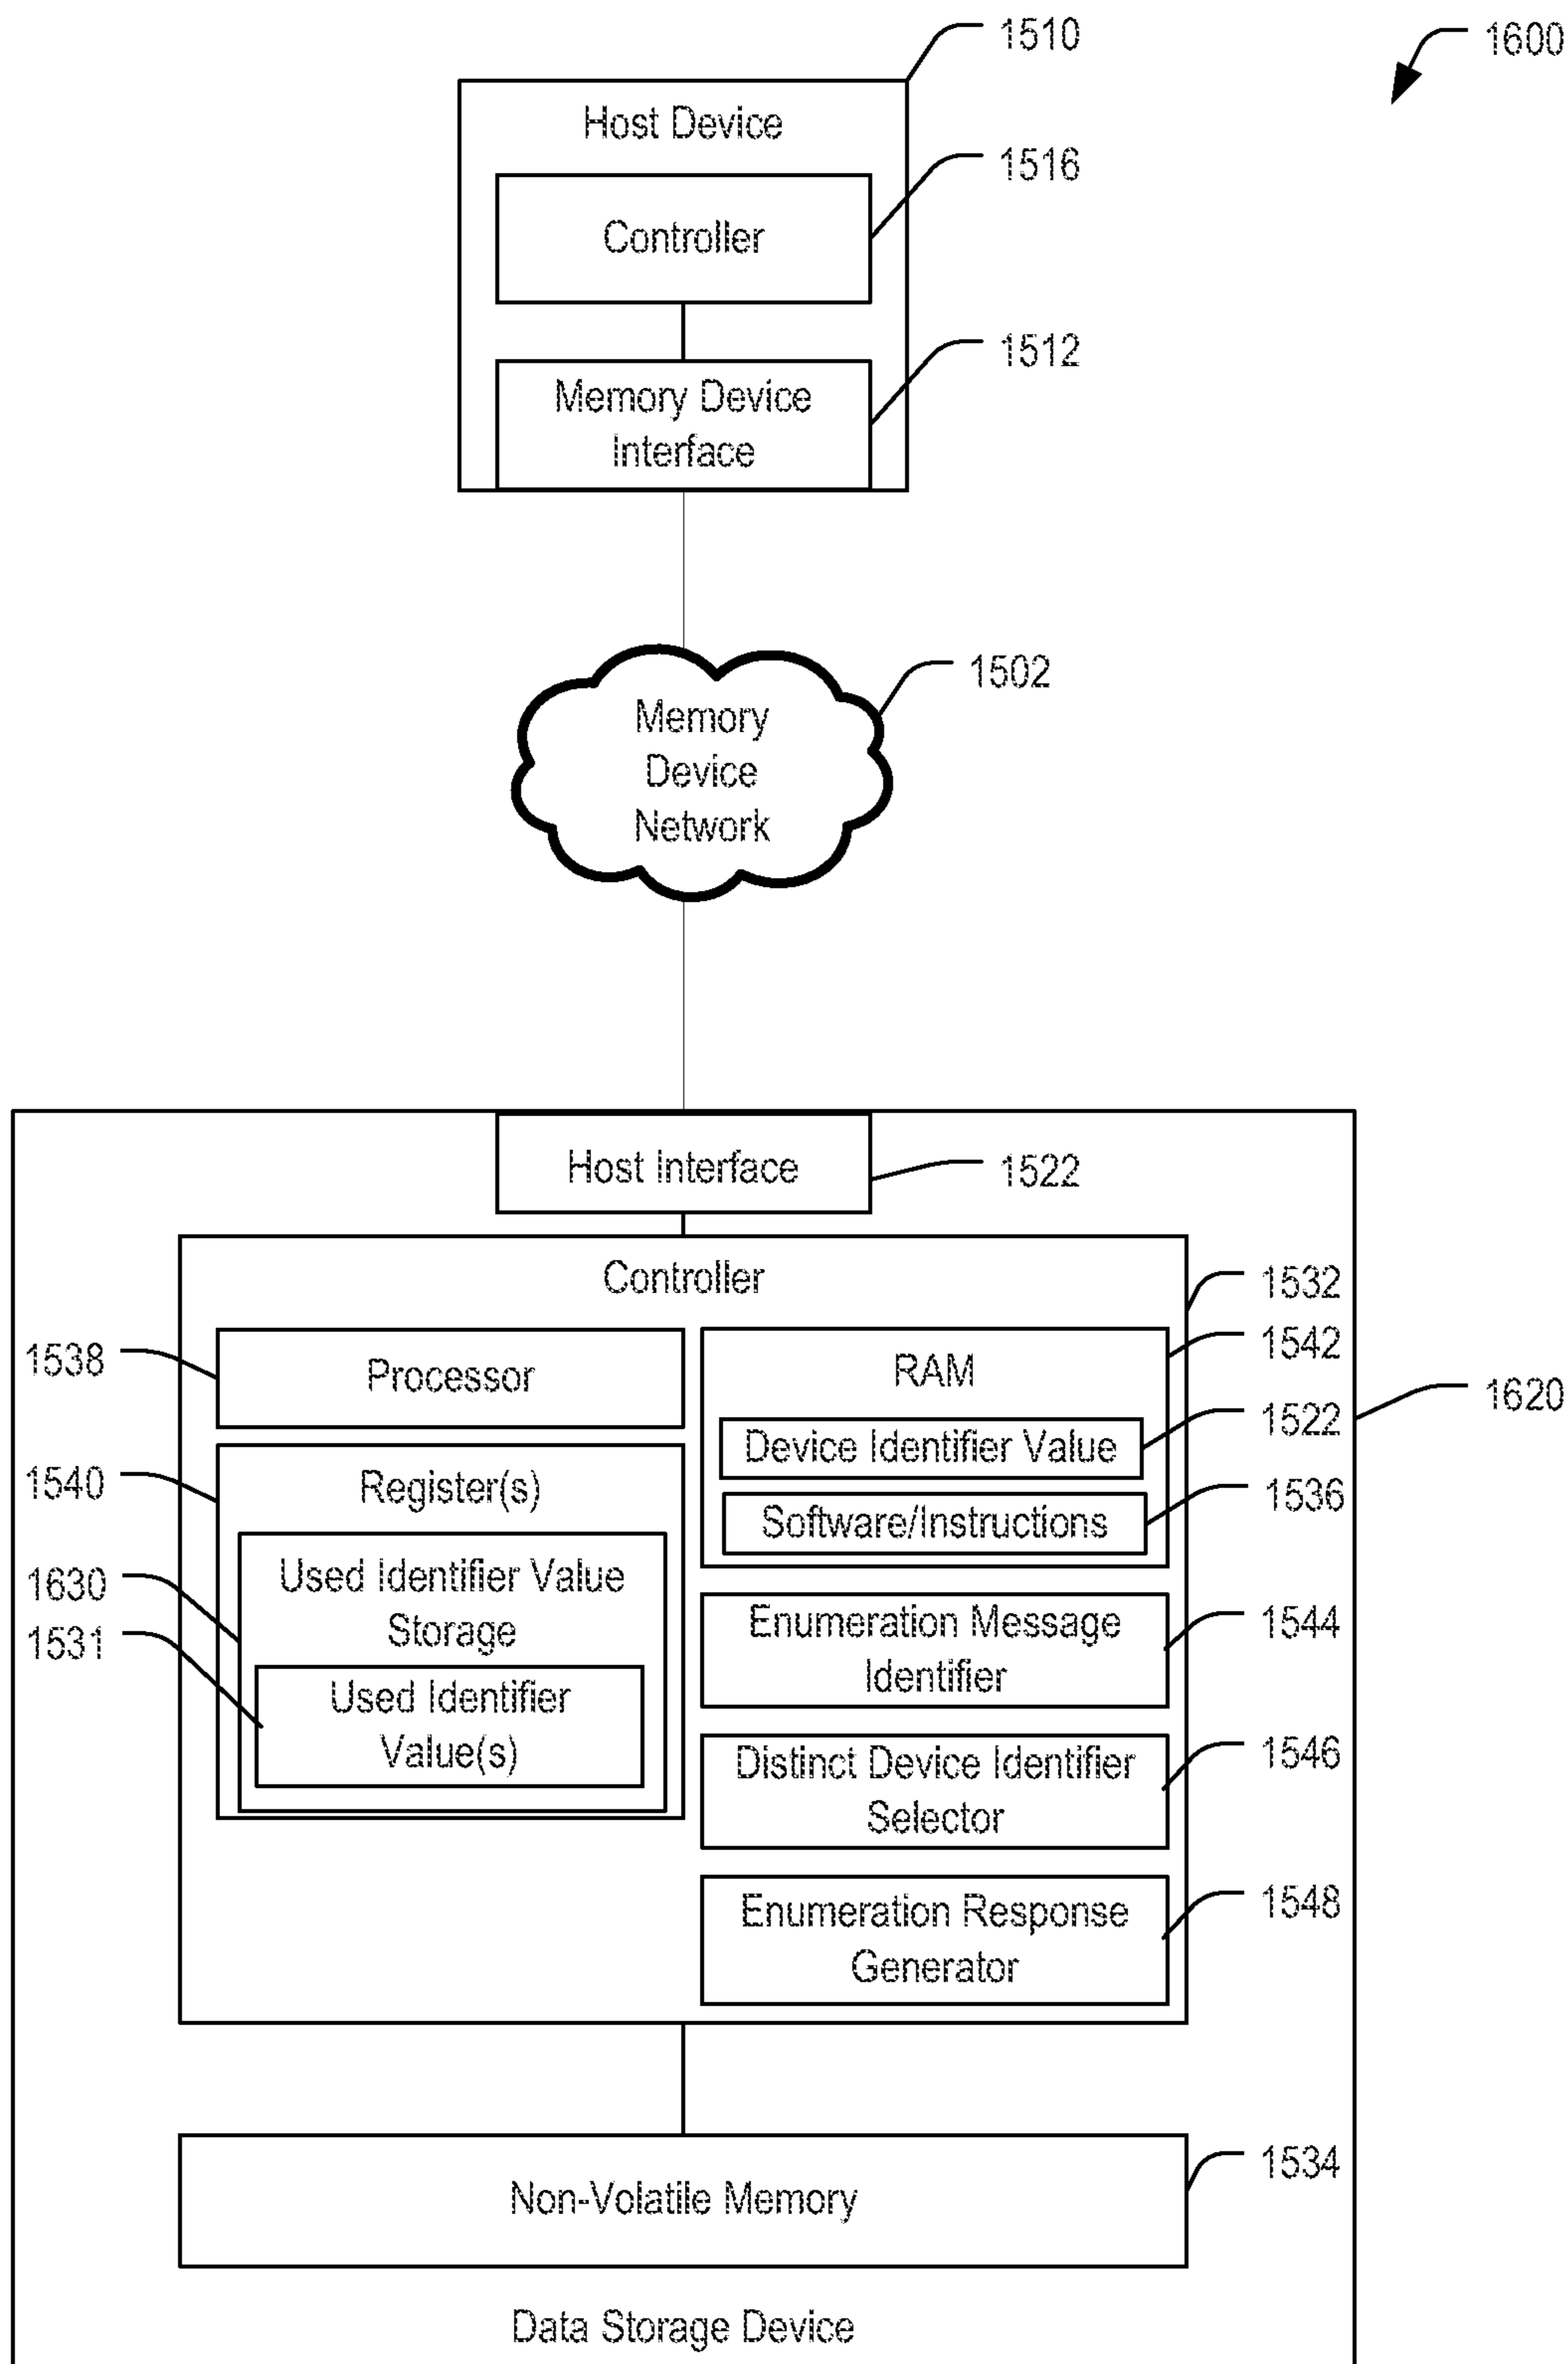 1510
1600
Host Device
1516
Controller
1512
Memory Device
Interface
1502
Memory
Device
Network
Host Interface
1522
Controller
1532
1538
Processor
1542
RAM
1620
1522
Device Identifier Value
1540
Register(s)
1536
Software/Instructions
1630
Used Identifier Value
Storage
1531
Used Identifier
Value(s)
Enumeration Message
Identifier
1544
Distinct Device Identifier
Selector
1546
Enumeration Response
Generator
1548
Non-Volatile Memory
1534
Data Storage Device